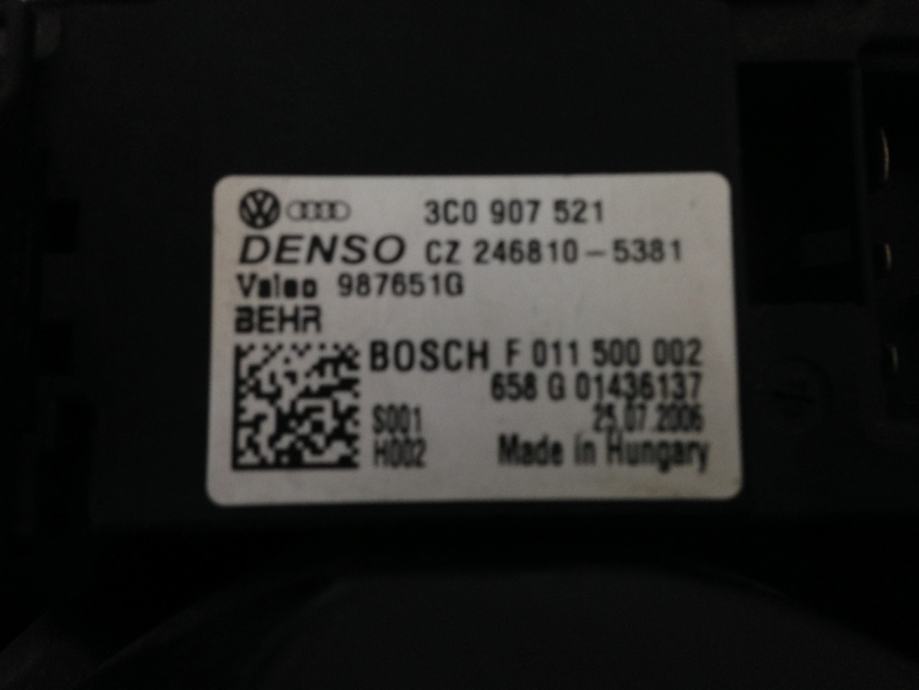 3C0 907 521
DENSO CZ 246810-5381
Valeo 987651G
BEHR
BOSCH F 011 500 002
658 G 01436137
S001 25.07.2006
H002 Made in Hungary